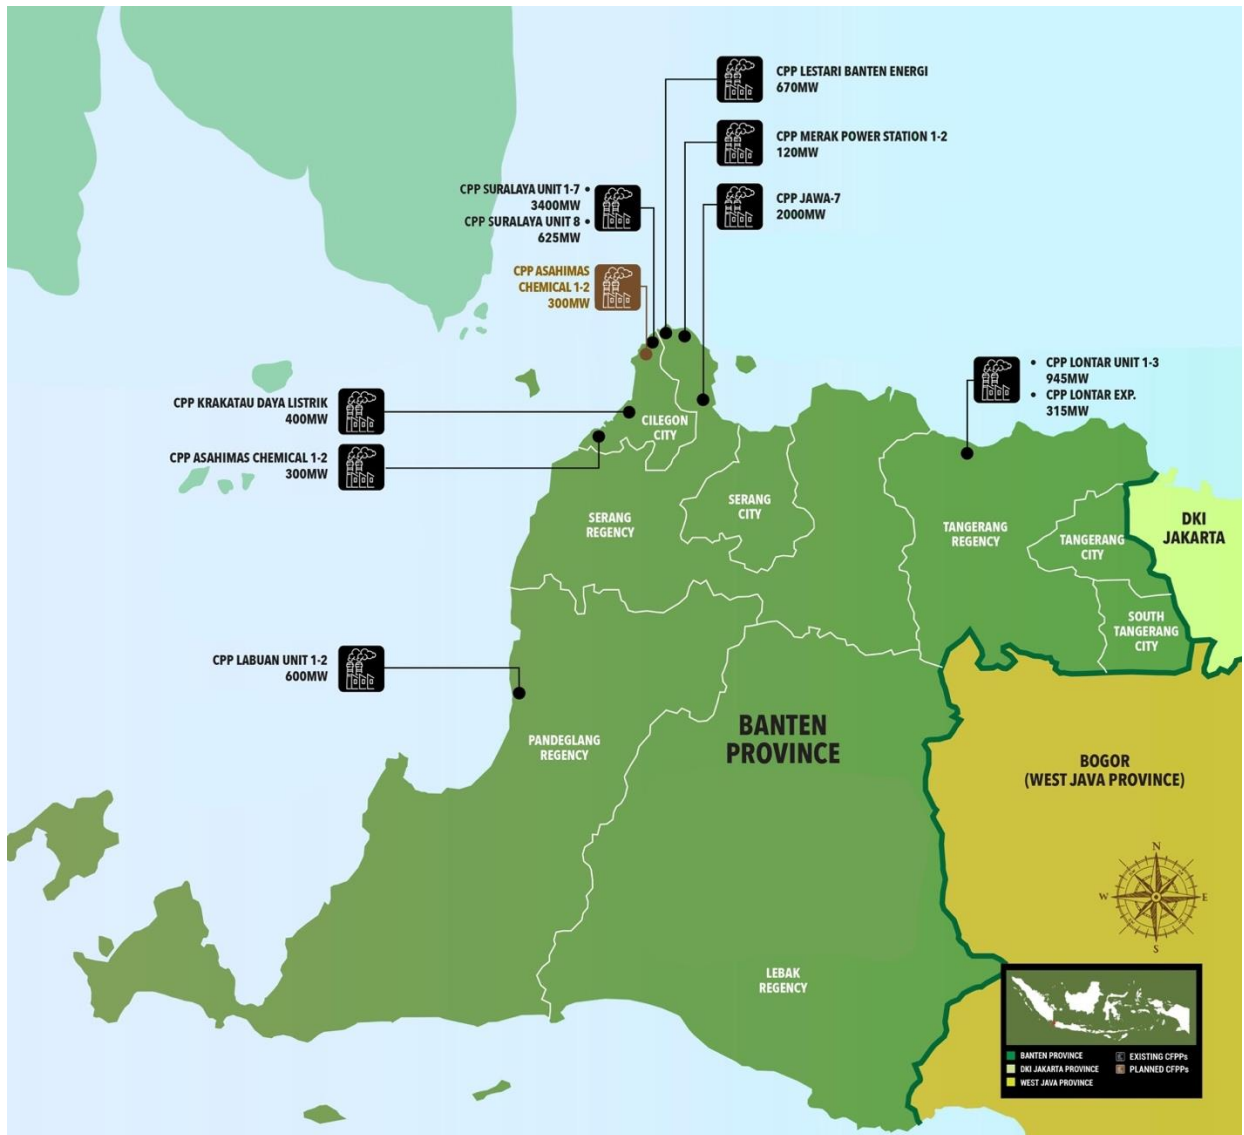 CPP LESTARI BANTEN ENERGI
670MW
CPP MERAK POWER STATION 1-2
120MW
CPP SURALAYA UNIT 1-7 •
3400MW
CPP SURALAYA UNIT 8 •
625MW
CPP JAWA-7
2000MW
CPP ASAHIMAS
CHEMICAL 1-2
300MW
• CPP LONTAR UNIT 1-3
945MW
• CPP LONTAR EXP.
315MW
CPP KRAKATAU DAYA LISTRIK
400MW
CILEGON
CITY
CPP ASAHIMAS CHEMICAL 1-2
300MW
SERANG
CITY
SERANG
REGENCY
TANGERANG
REGENCY
TANGERANG
CITY
DKI
JAKARTA
SOUTH
TANGERANG
CITY
CPP LABUAN UNIT 1-2
600MW
PANDEGLANG
REGENCY
BANTEN
PROVINCE
BOGOR
(WEST JAVA PROVINCE)
N
W
E
S
LEBAK
REGENCY
BANTEN PROVINCE
DKI JAKARTA PROVINCE
WEST JAVA PROVINCE
EXISTING CFPPs
PLANNED CFPPs